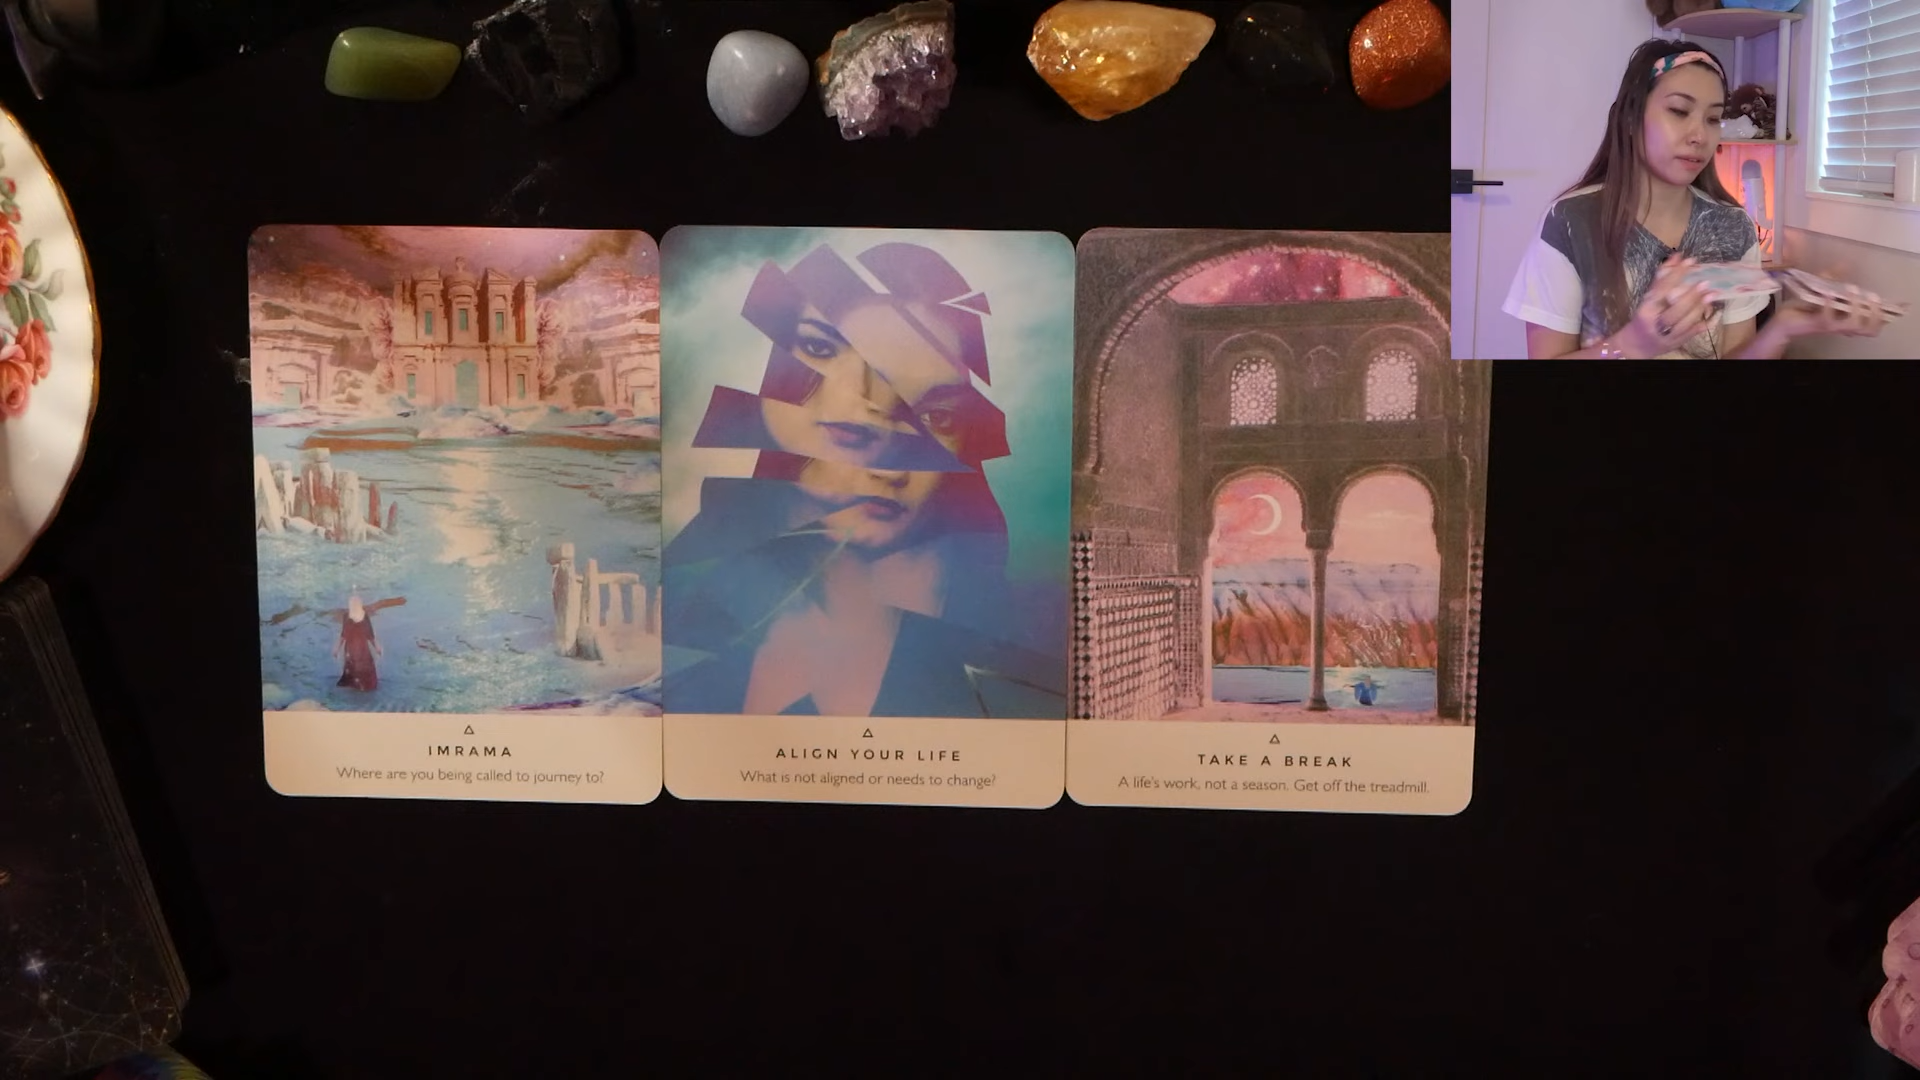 IMRAMA
Where are you being called to journey to?
ALIGN YOUR LIFE
What is not aligned or needs to change?
TAKE A BREAK
A life's work, not a season. Get off the treadmill.